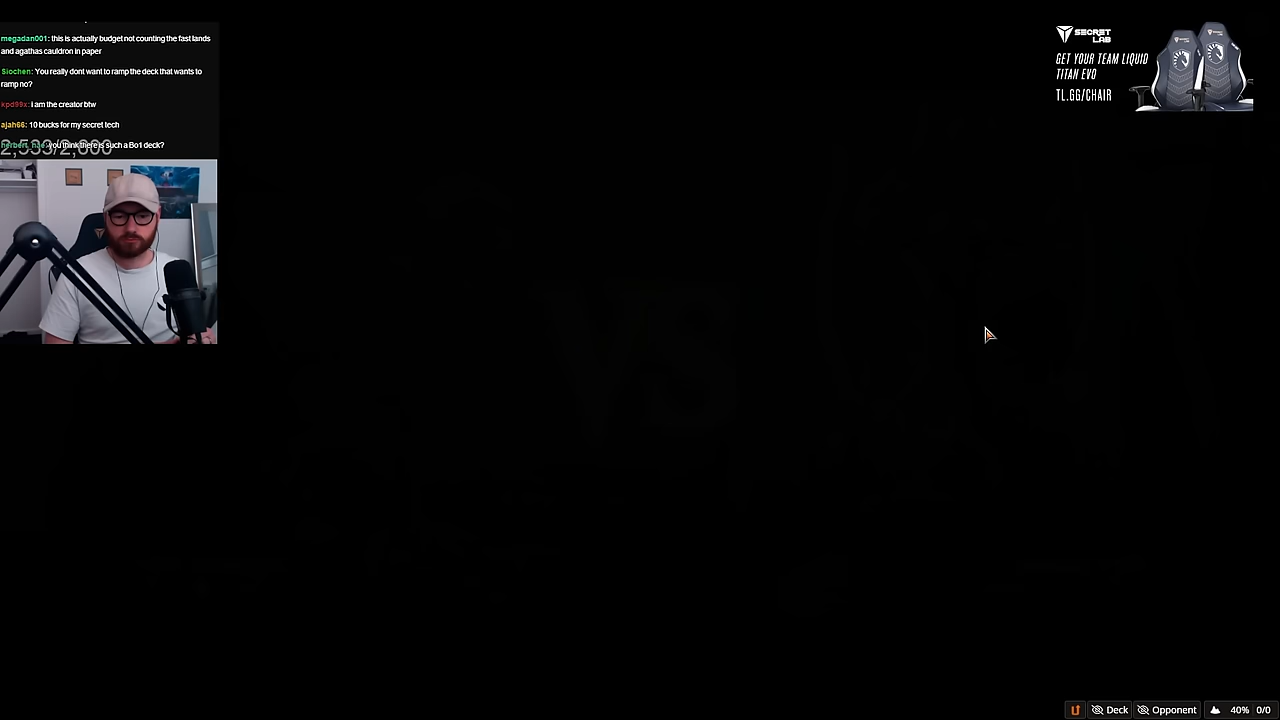 megadan001: this is actually budget not counting the fast lands
and agathas cauldron in paper
Siochen: You really dont want to ramp the deck that wants to
ramp no?
kpd99x: i am the creator btw
ajah66: 10 bucks for my secret tech
you think there is such a Bo1 deck?
SECRET
LAB
GET YOUR TEAM LIQUID
TITAN EVO
TL.GG/CHAIR
VS
Deck
Opponent
40% 0/0